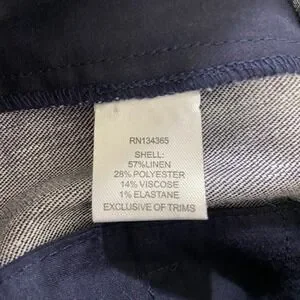 RN134365
SHELL:
57%LINEN
28%POLYESTER
14%VISCOSE
1%ELASTANE
EXCLUSIVE OF TRIMS